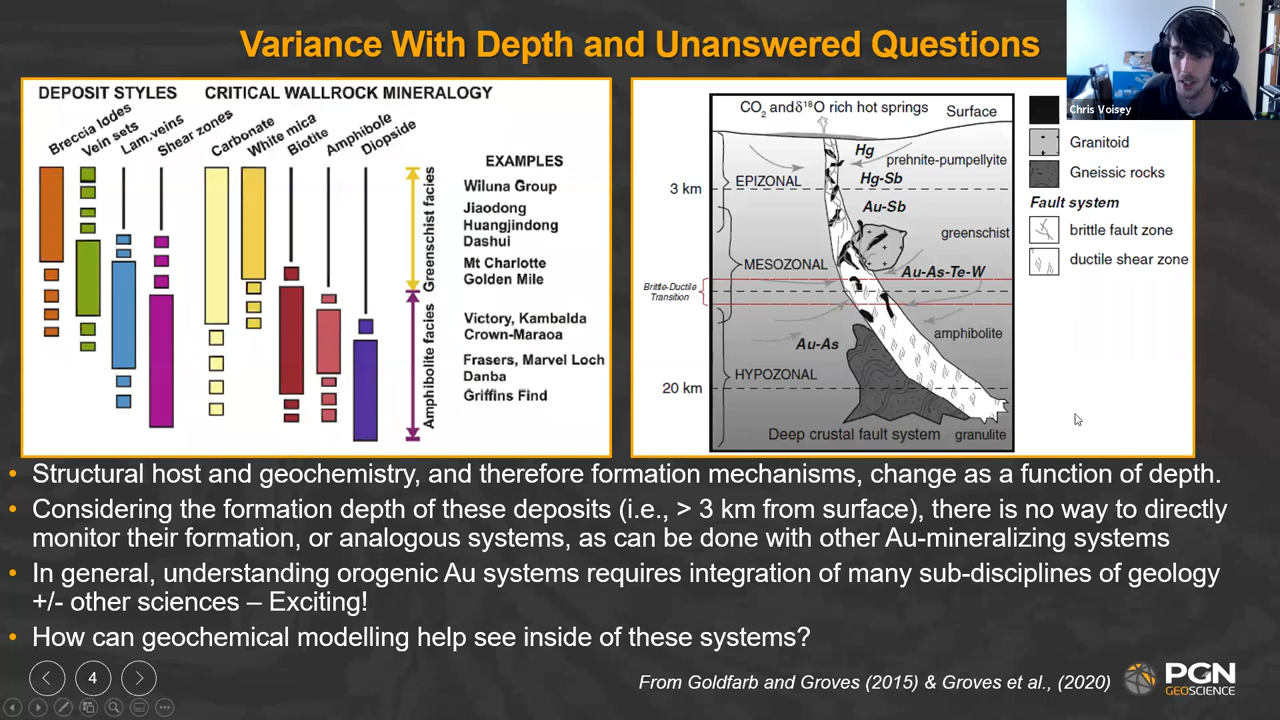 Variance With Depth and Unanswered Questions
Chris Voisey
DEPOSIT STYLES
CRITICAL WALLROCK MINERALOGY
Breccia lodes
Vein sets
Lam.veins
Shear zones
Carbonate
White mica
Biotite
Amphibole
Diopside
Greenschist facies
Amphibolite facies
EXAMPLES
Wiluna Group
Jiaodong
Huangjindong
Dashui
Mt Charlotte
Golden Mile
Victory, Kambalda
Crown-Maraoa
Frasers, Marvel Loch
Danba
Griffins Find
CO2 and δ18O rich hot springs
Surface
Hg
prehnite-pumpellyite
EPIZONAL
Hg-Sb
3 km
Au-Sb
greenschist
MESOZONAL
Au-As-Te-W
Brittle-Ductile
Transition
amphibolite
Au-As
HYPOZONAL
20 km
Deep crustal fault system
granulite
Granitoid
Gneissic rocks
Fault system
brittle fault zone
ductile shear zone
• Structural host and geochemistry, and therefore formation mechanisms, change as a function of depth.
• Considering the formation depth of these deposits (i.e., > 3 km from surface), there is no way to directly
monitor their formation, or analogous systems, as can be done with other Au-mineralizing systems
• In general, understanding orogenic Au systems requires integration of many sub-disciplines of geology
+/- other sciences – Exciting!
• How can geochemical modelling help see inside of these systems?
4
From Goldfarb and Groves (2015) & Groves et al., (2020)
PGN
GEOSCIENCE